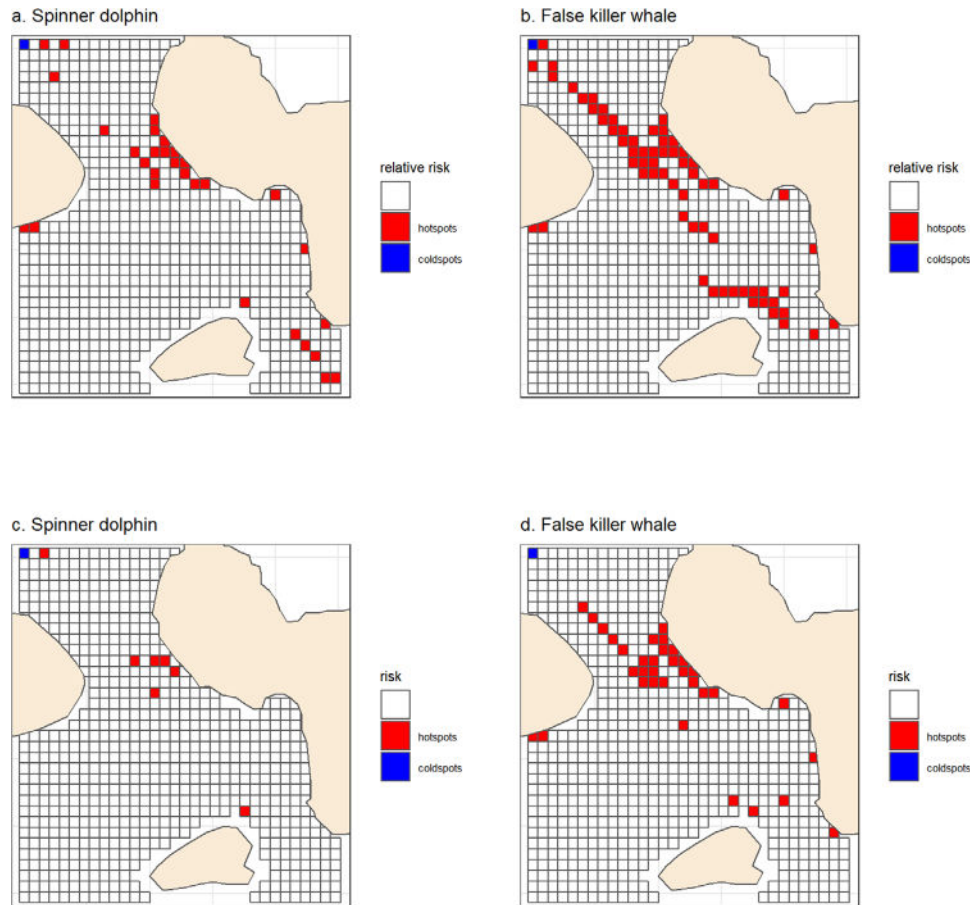 a. Spinner dolphin
relative risk
hotspots
coldspots
b. False killer whale
relative risk
hotspots
coldspots
c. Spinner dolphin
risk
hotspots
coldspots
d. False killer whale
risk
hotspots
coldspots